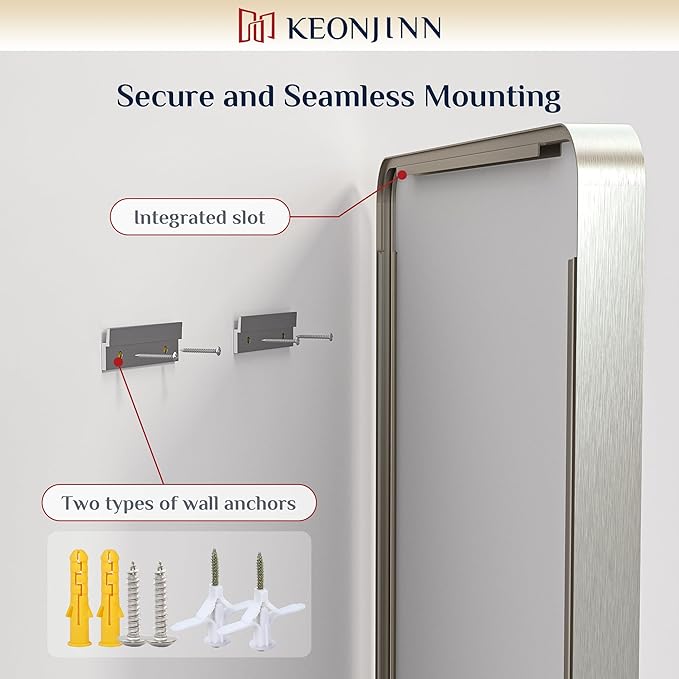 KEONJINN
Secure and Seamless Mounting
Integrated slot
Two types of wall anchors